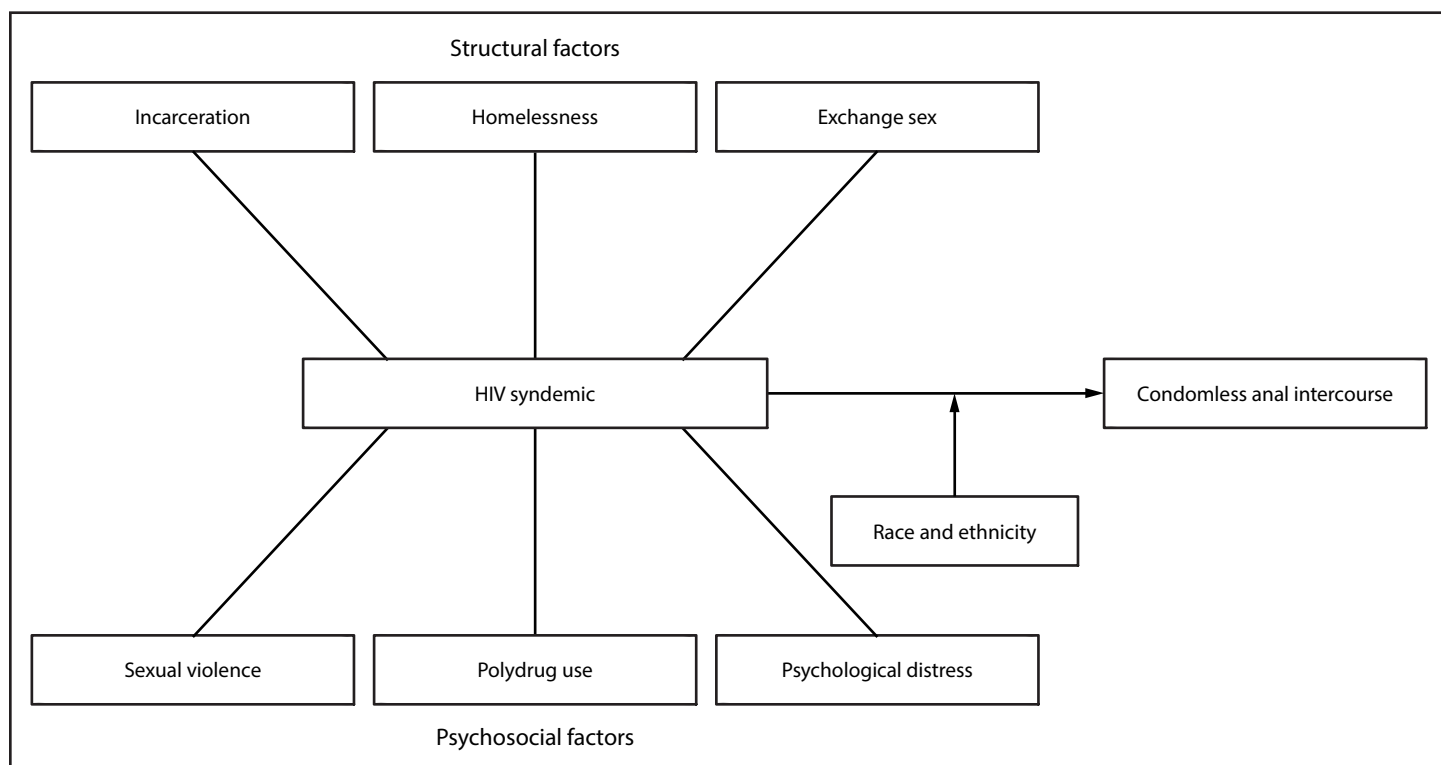 Structural factors
Incarceration
Homelessness
Exchange sex
HIV syndemic
Condomless anal intercourse
Race and ethnicity
Sexual violence
Polydrug use
Psychological distress
Psychosocial factors